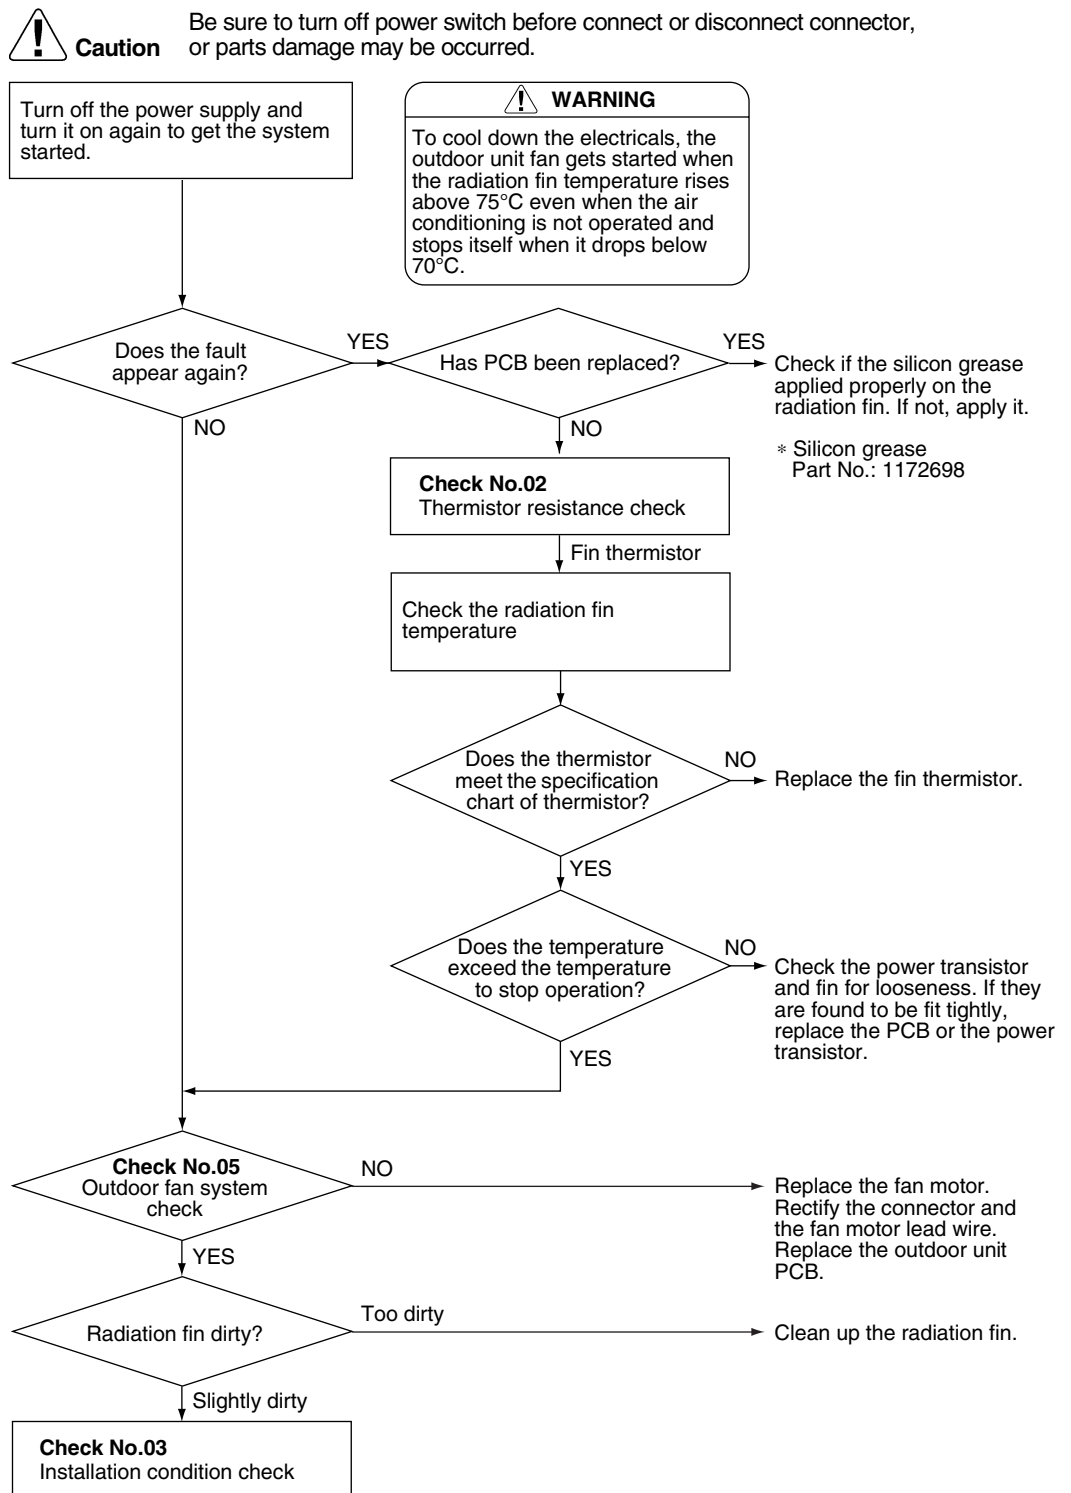 Caution
Be sure to turn off power switch before connect or disconnect connector,
or parts damage may be occurred.
Turn off the power supply and
turn it on again to get the system
started.
WARNING
To cool down the electricals, the
outdoor unit fan gets started when
the radiation fin temperature rises
above 75°C even when the air
conditioning is not operated and
stops itself when it drops below
70°C.
Does the fault
appear again?
YES
Has PCB been replaced?
YES
Check if the silicon grease
applied properly on the
radiation fin. If not, apply it.
* Silicon grease
Part No.: 1172698
NO
NO
Check No.02
Thermistor resistance check
Fin thermistor
Check the radiation fin
temperature
Does the thermistor
meet the specification
chart of thermistor?
NO
Replace the fin thermistor.
YES
Does the temperature
exceed the temperature
to stop operation?
NO
Check the power transistor
and fin for looseness. If they
are found to be fit tightly,
replace the PCB or the power
transistor.
YES
Check No.05
Outdoor fan system
check
NO
Replace the fan motor.
Rectify the connector and
the fan motor lead wire.
Replace the outdoor unit
PCB.
YES
Radiation fin dirty?
Too dirty
Clean up the radiation fin.
Slightly dirty
Check No.03
Installation condition check